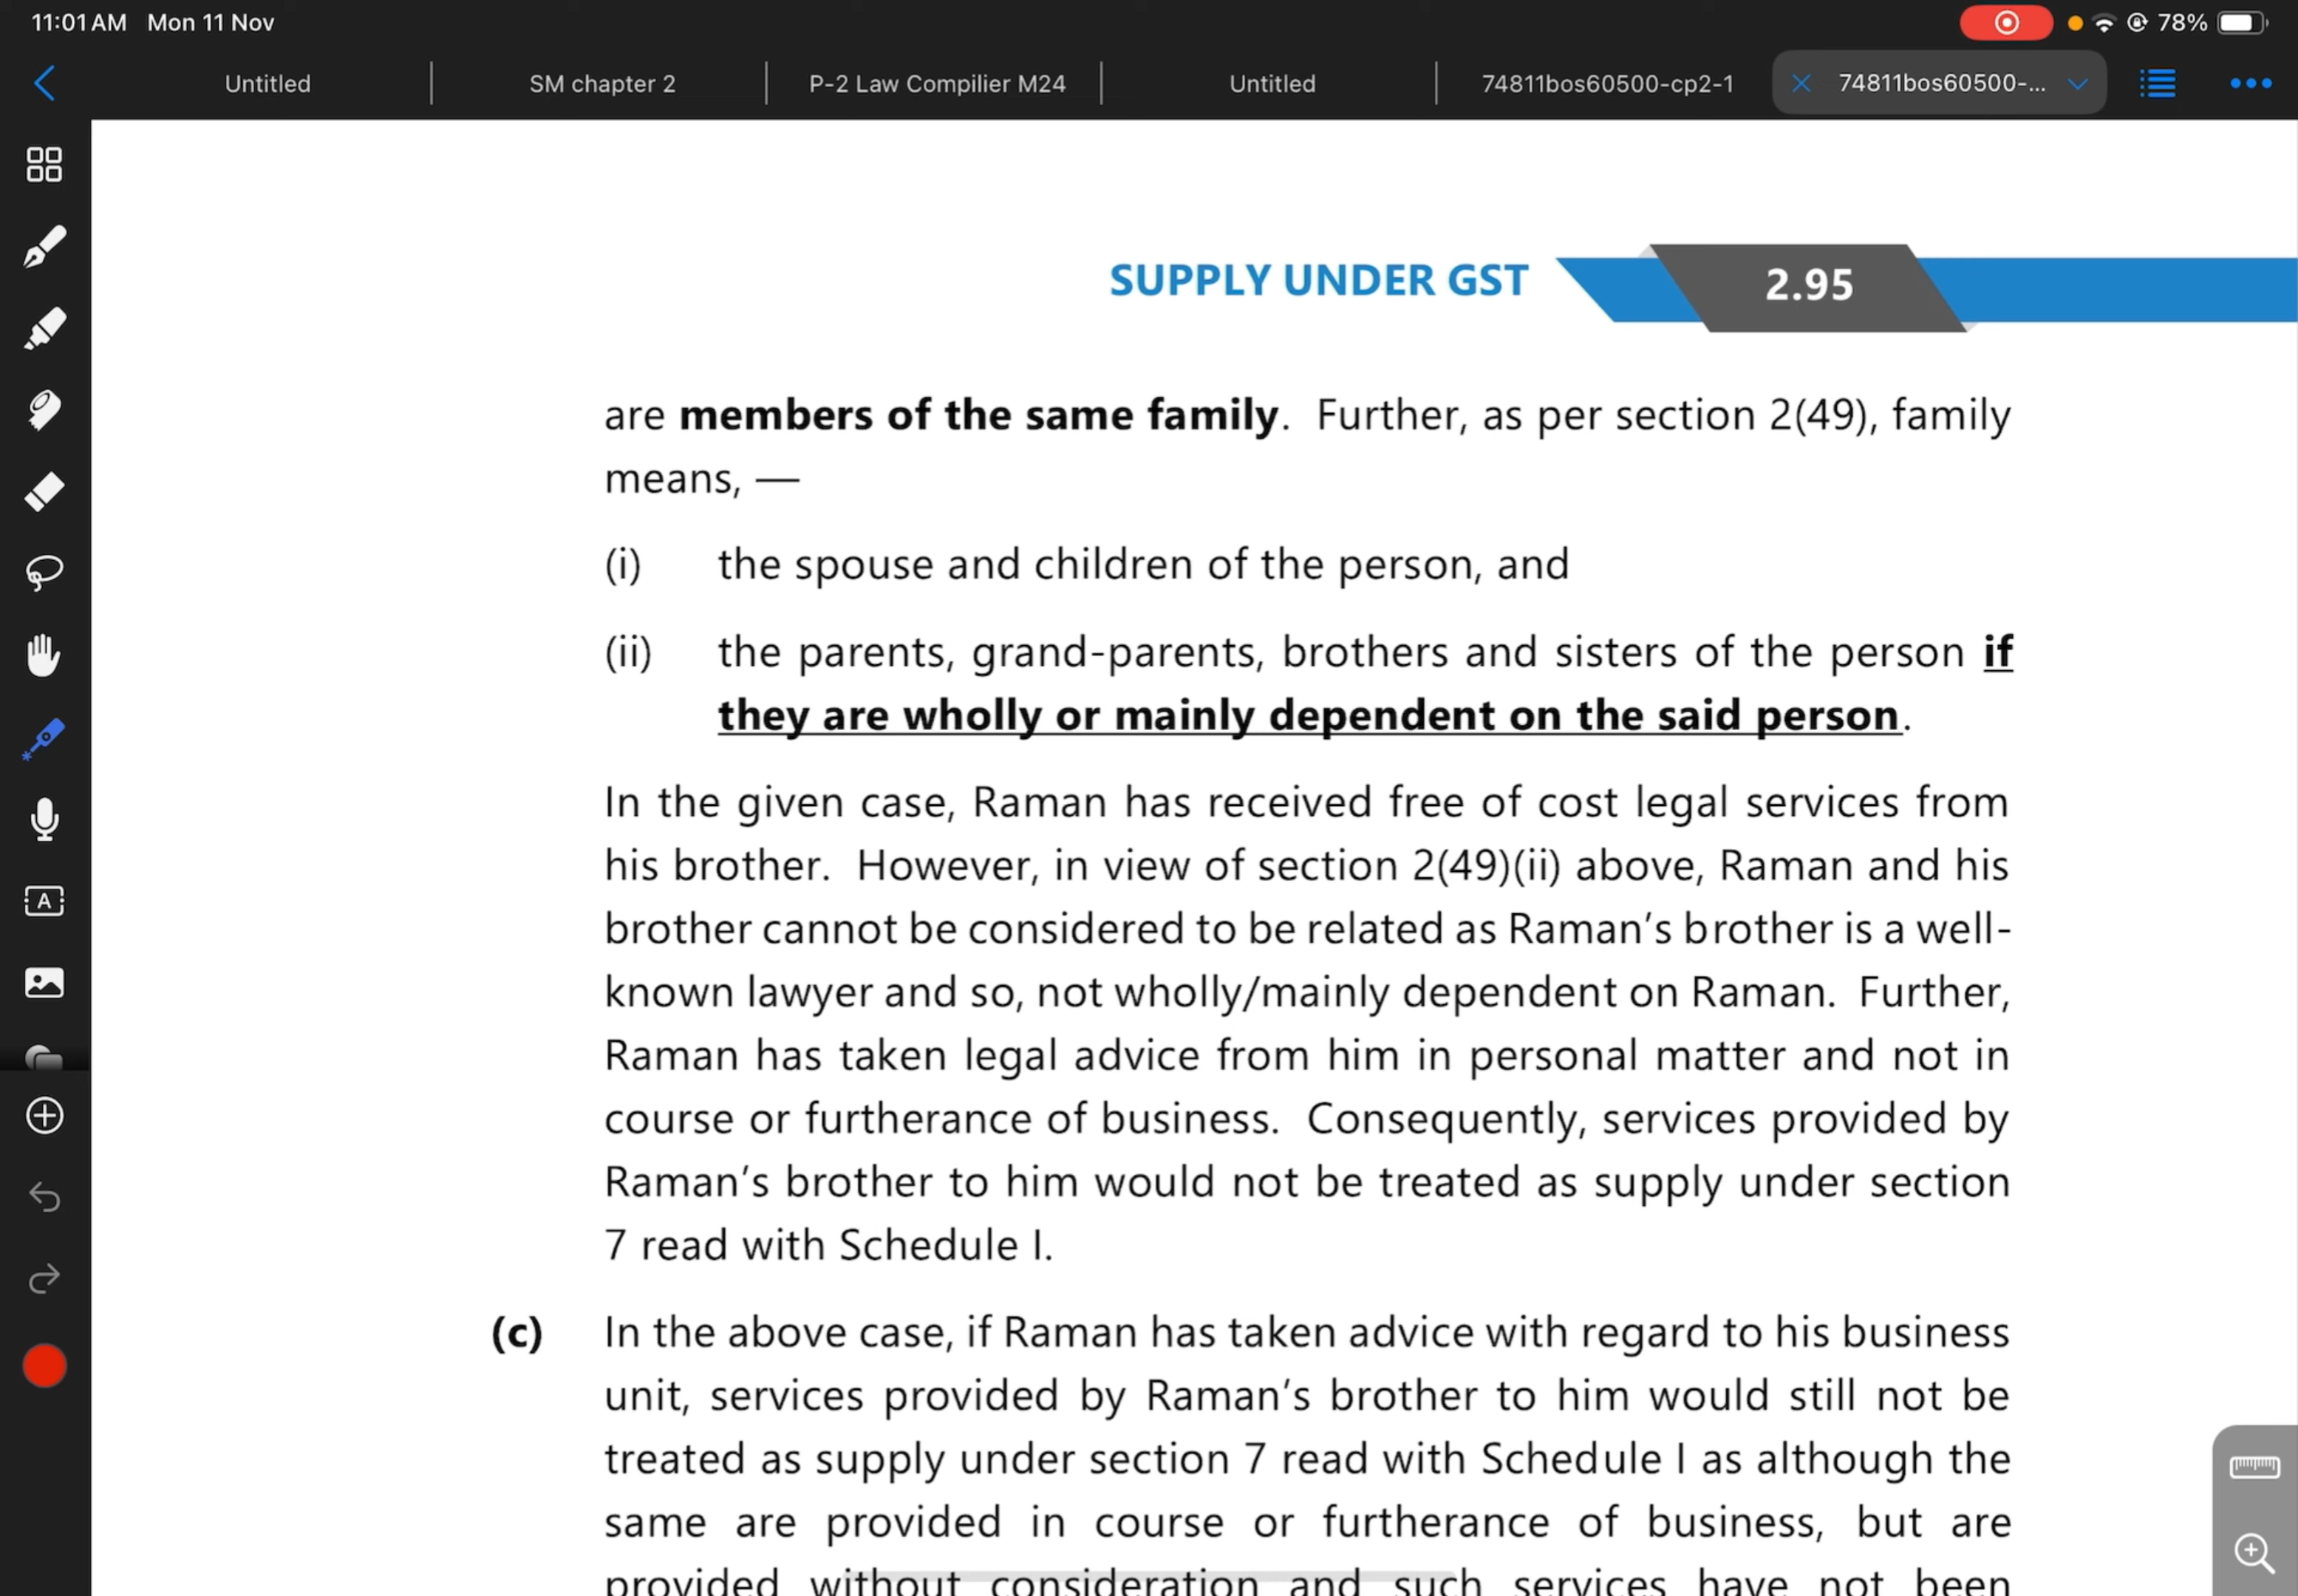 11:01 AM Mon 11 Nov 78%
Untitled SM chapter 2 P-2 Law Compilier M24 Untitled 74811bos60500-cp2-1 74811bos60500-...
SUPPLY UNDER GST 2.95
are members of the same family. Further, as per section 2(49), family
means, —
(i) the spouse and children of the person, and
(ii) the parents, grand-parents, brothers and sisters of the person if
they are wholly or mainly dependent on the said person.
In the given case, Raman has received free of cost legal services from
his brother. However, in view of section 2(49)(ii) above, Raman and his
brother cannot be considered to be related as Raman's brother is a well-
known lawyer and so, not wholly/mainly dependent on Raman. Further,
Raman has taken legal advice from him in personal matter and not in
course or furtherance of business. Consequently, services provided by
Raman's brother to him would not be treated as supply under section
7 read with Schedule I.
(c) In the above case, if Raman has taken advice with regard to his business
unit, services provided by Raman's brother to him would still not be
treated as supply under section 7 read with Schedule I as although the
same are provided in course or furtherance of business, but are
provided without consideration and such services have not been
A